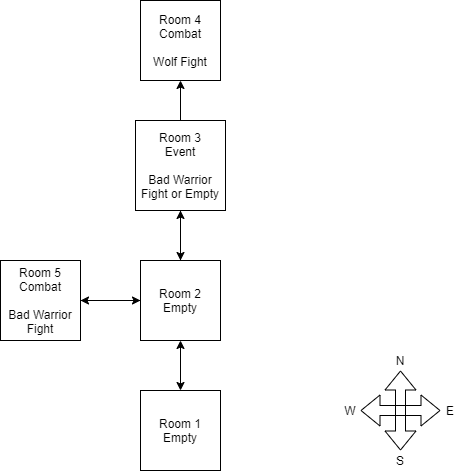 Room 4
Combat
Wolf Fight
Room 3
Event
Bad Warrior
Fight or Empty
Room 5
Combat
Bad Warrior
Fight
Room 2
Empty
Room 1
Empty
N
W
E
S